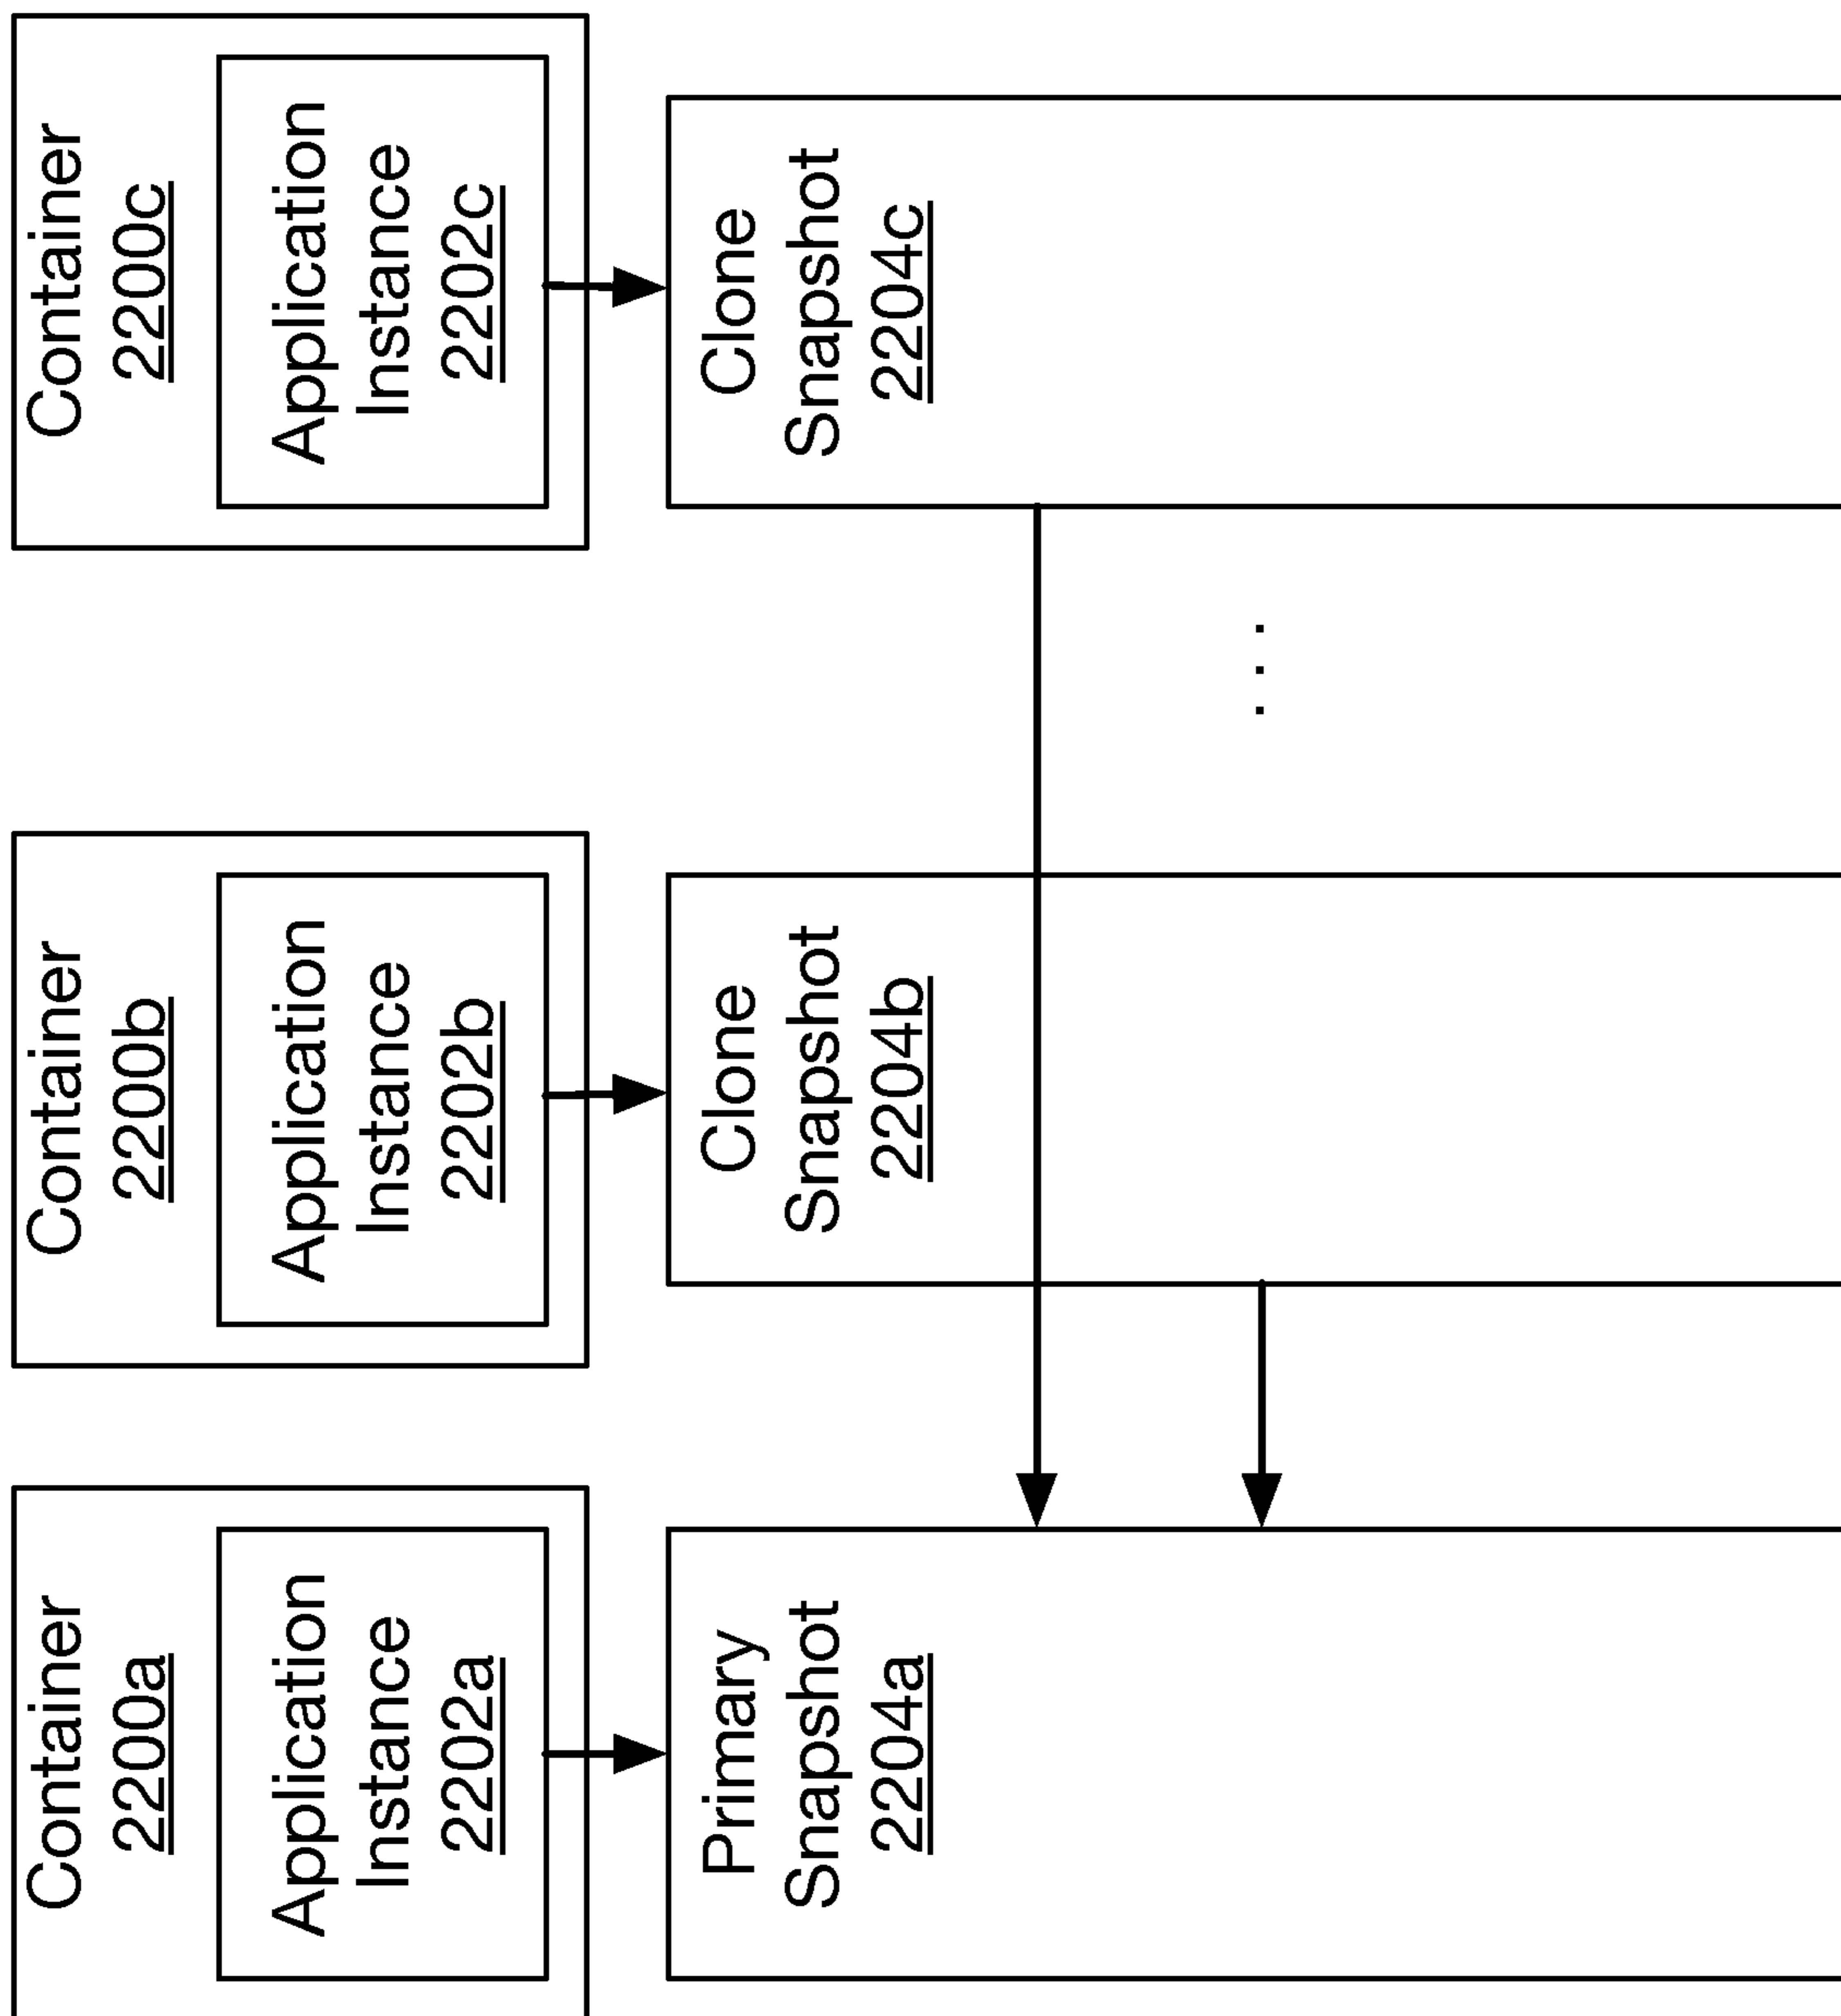 Container
2200a
Application
Instance
2202a
Primary
Snapshot
2204a
Container
2200b
Application
Instance
2202b
Clone
Snapshot
2204b
Container
2200c
Application
Instance
2202c
Clone
Snapshot
2204c
. . .